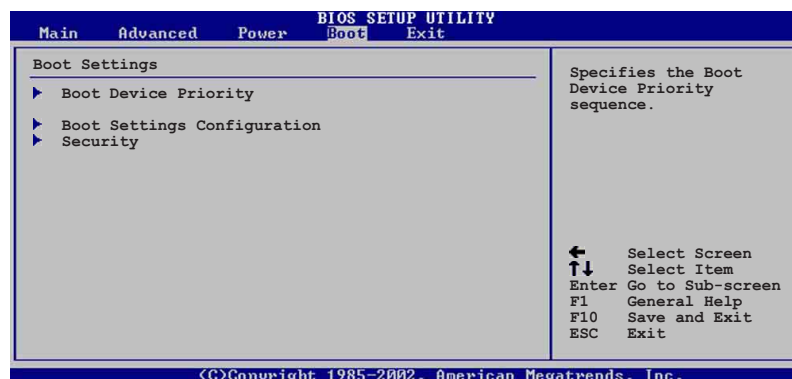 BIOS SETUP UTILITY
Main Advanced Power Boot Exit
Boot Settings
Boot Device Priority
Boot Settings Configuration
Security
Specifies the Boot
Device Priority
sequence.
← Select Screen
↑↓ Select Item
Enter Go to Sub-screen
F1 General Help
F10 Save and Exit
ESC Exit
(C)Copyright 1985-2002, American Megatrends, Inc.